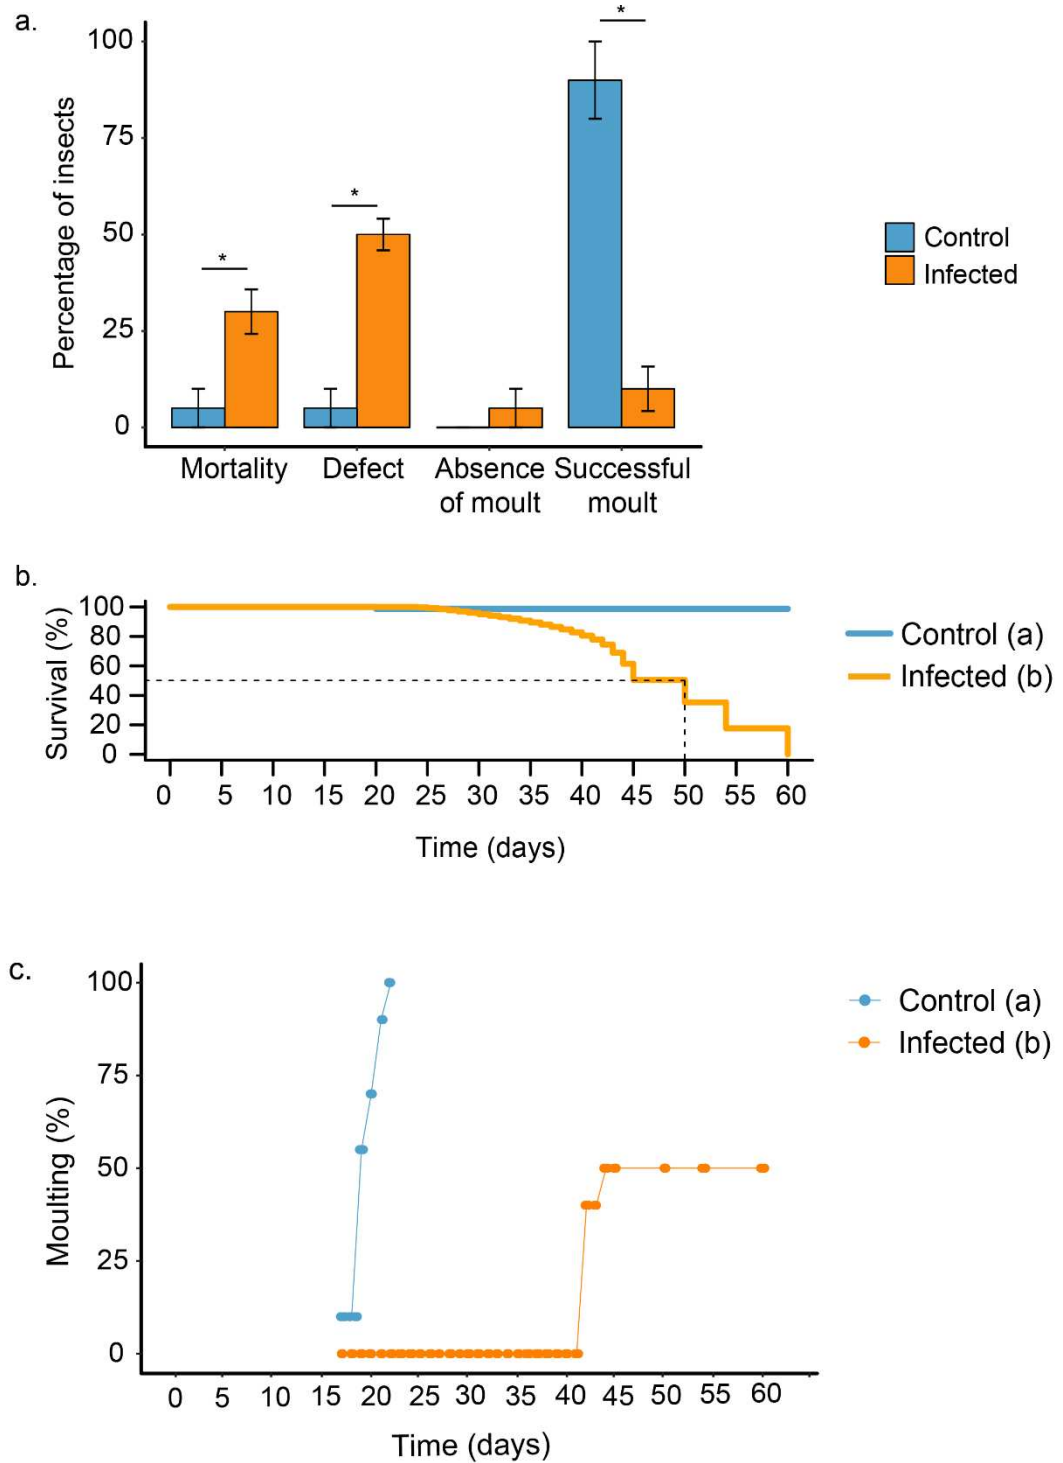 a.
*
100
75
50
25
0
Percentage of insects
*
*
Mortality
Defect
Absence of moult
Successful moult
Control
Infected
b.
100
80
60
40
20
0
Survival (%)
0 5 10 15 20 25 30 35 40 45 50 55 60
Time (days)
Control (a)
Infected (b)
c.
100
75
50
25
0
Moulting (%)
0 5 10 15 20 25 30 35 40 45 50 55 60
Time (days)
Control (a)
Infected (b)